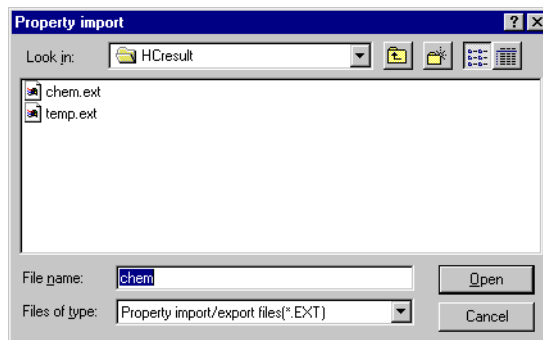 Property import
Look in: HCresult
chem.ext
temp.ext
File name: chem Open
Files of type: Property import/export files(*.EXT) Cancel